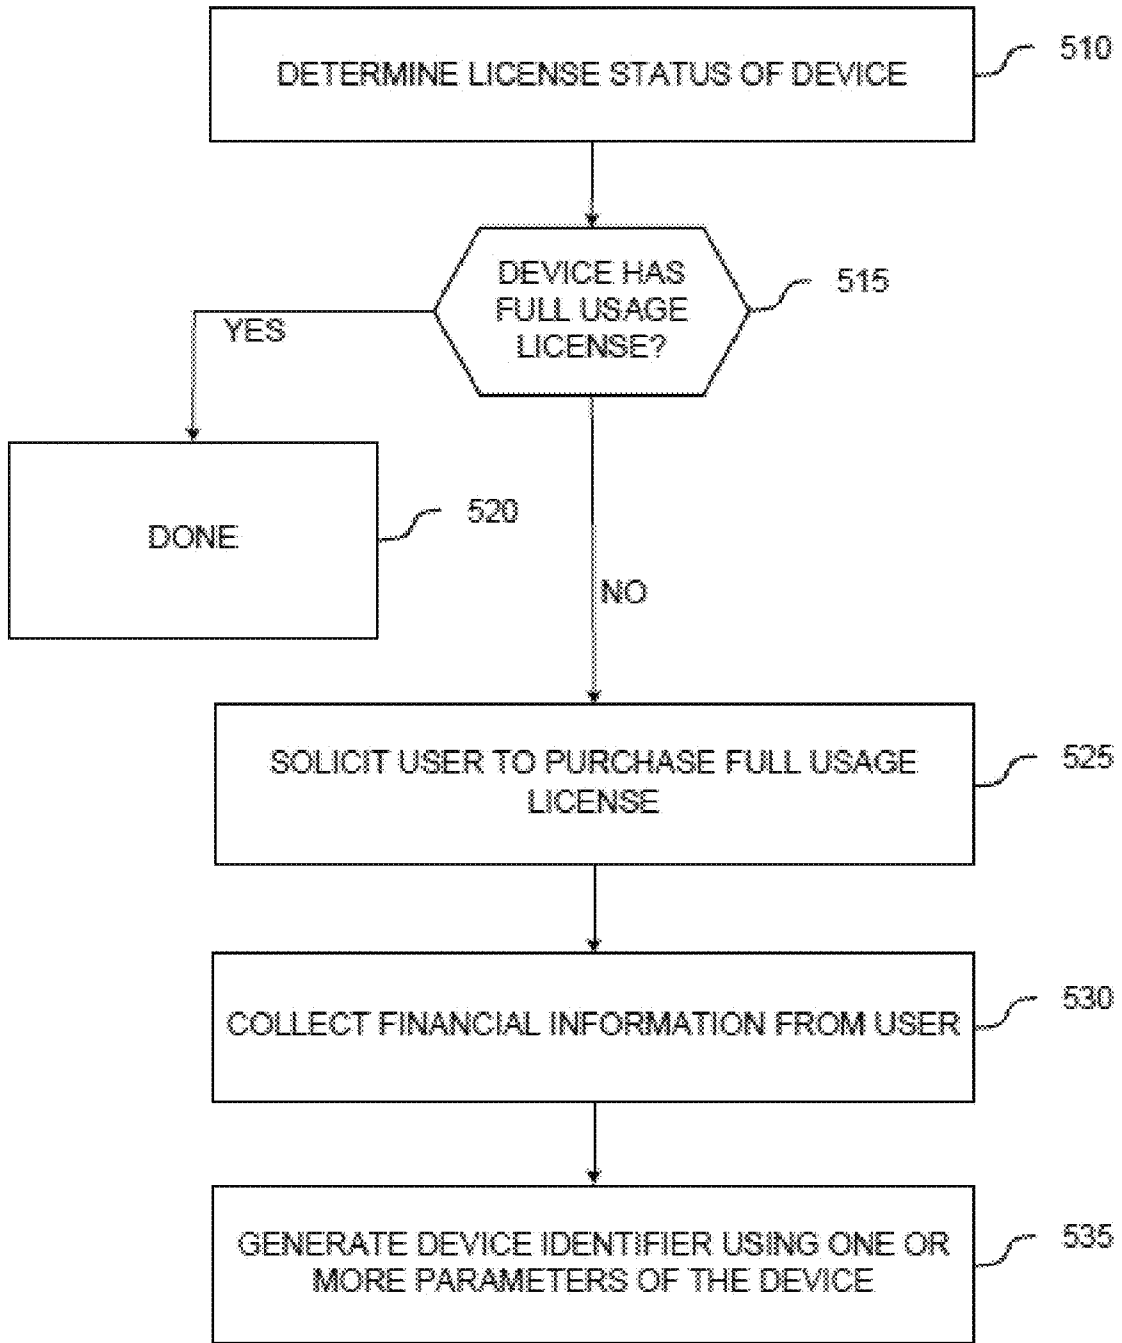 DETERMINE LICENSE STATUS OF DEVICE
510
DEVICE HAS
FULL USAGE
LICENSE?
515
YES
DONE
520
NO
SOLICIT USER TO PURCHASE FULL USAGE
LICENSE
525
COLLECT FINANCIAL INFORMATION FROM USER
530
GENERATE DEVICE IDENTIFIER USING ONE OR
MORE PARAMETERS OF THE DEVICE
535